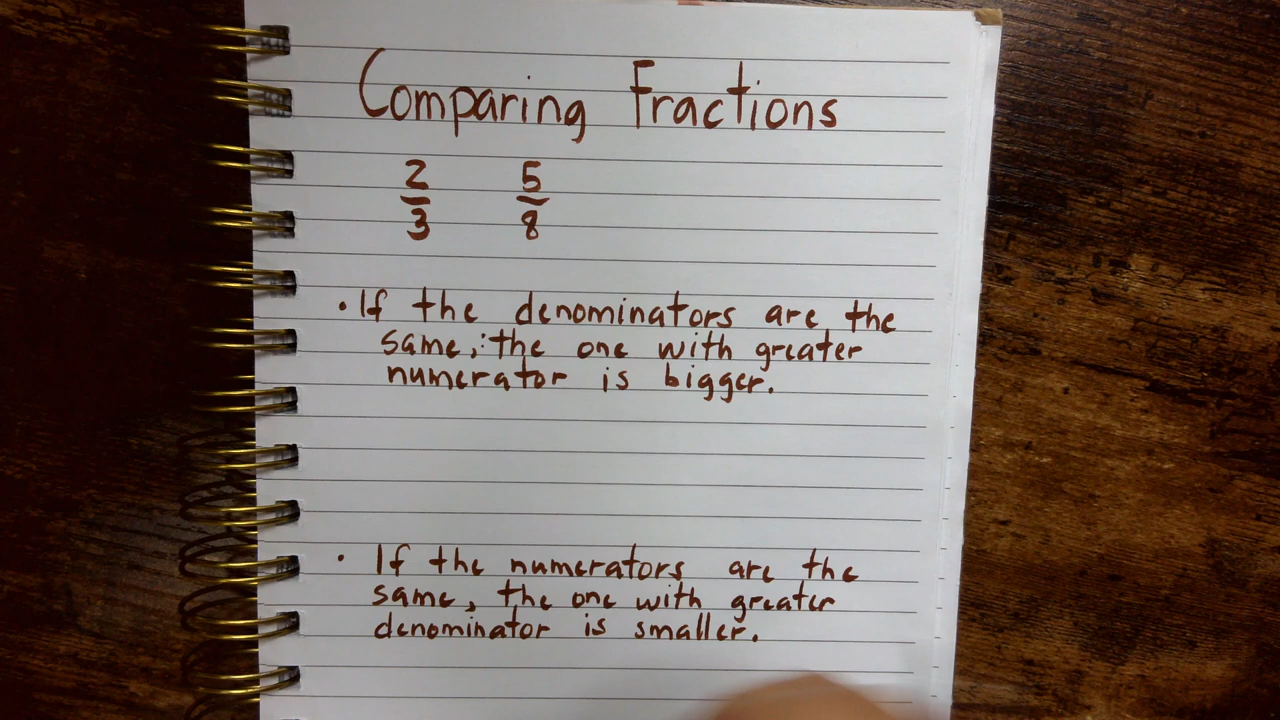 Comparing Fractions
2/3 5/8
• If the denominators are the
same, the one with greater
numerator is bigger.
• If the numerators are the
same, the one with greater
denominator is smaller.